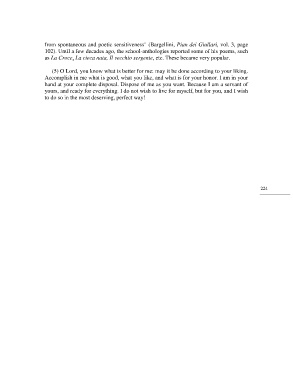 from spontaneous and poetic sensitiveness' (Bargellini, Pian dei Giullari, vol. 3, page
302). Until a few decades ago, the school-anthologies reported some of his poems, such
as La Croce, La cieca nata, Il vecchio sergente, etc. These became very popular.
(5) O Lord, you know what is better for me: may it be done according to your liking.
Accomplish in me what is good, what you like, and what is for your honor. I am in your
hand at your complete disposal. Dispose of me as you want. Because I am a servant of
yours, and ready for everything. I do not wish to live for myself, but for you, and I wish
to do so in the most deserving, perfect way!
221